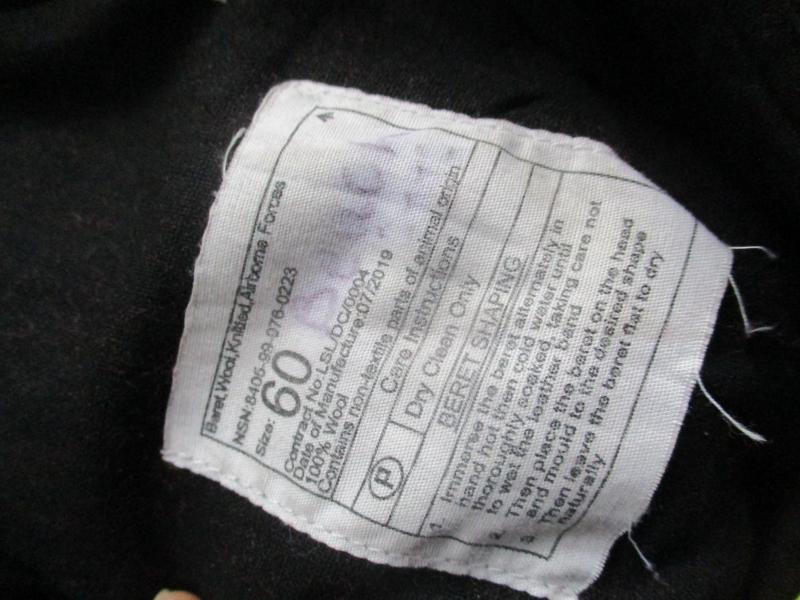 Beret,Wool,Knitted,Airborne Forces
NSN:8405-99-976-0223
Size: 60
Contract No:LSL/DC/0004
Date of Manufacture:07/2019
100% Wool
Contains non-textile parts of animal origin
Care Instructions
P Dry Clean Only
BERET SHAPING
1. Immerse the beret alternately in
hand hot then cold water until
thoroughly soaked, taking care not
to wet the leather band
2. Then place the beret on the head
and mould to the desired shape
3. Then leave the beret flat to dry
naturally